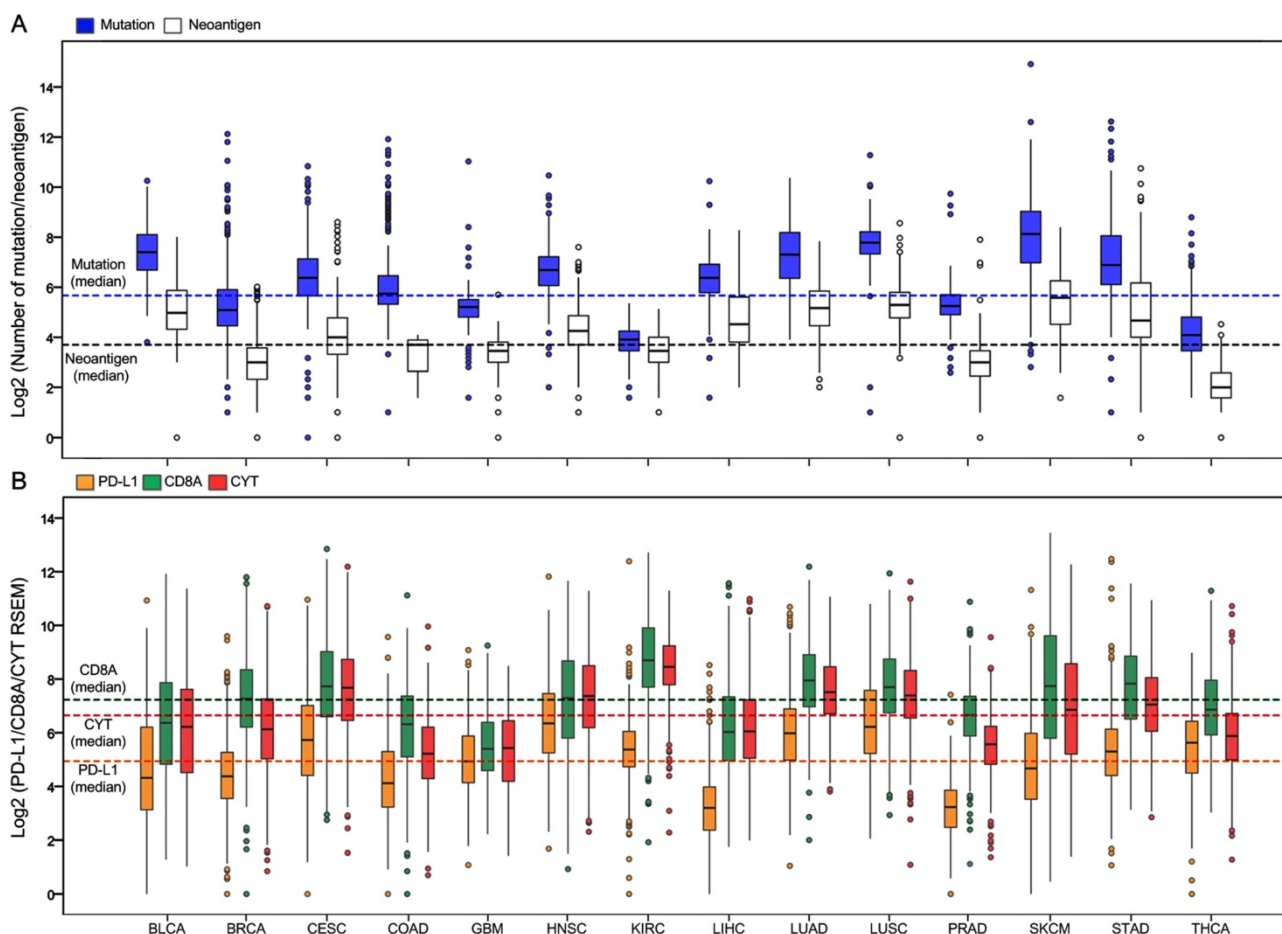 A
Mutation Neoantigen
Log2 (Number of mutation/neoantigen)
14
12
10
8
6
4
2
0
Mutation
(median)
Neoantigen
(median)
B
PD-L1 CD8A CYT
Log2 (PD-L1/CD8A/CYT RSEM)
14
12
10
8
6
4
2
0
CD8A
(median)
CYT
(median)
PD-L1
(median)
BLCA BRCA CESC COAD GBM HNSC KIRC LIHC LUAD LUSC PRAD SKCM STAD THCA